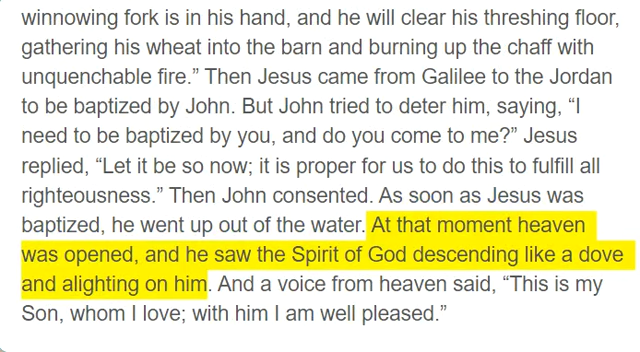 winnowing fork is in his hand, and he will clear his threshing floor,
gathering his wheat into the barn and burning up the chaff with
unquenchable fire.” Then Jesus came from Galilee to the Jordan
to be baptized by John. But John tried to deter him, saying, “I
need to be baptized by you, and do you come to me?” Jesus
replied, “Let it be so now; it is proper for us to do this to fulfill all
righteousness.” Then John consented. As soon as Jesus was
baptized, he went up out of the water. At that moment heaven
was opened, and he saw the Spirit of God descending like a dove
and alighting on him. And a voice from heaven said, “This is my
Son, whom I love; with him I am well pleased.”